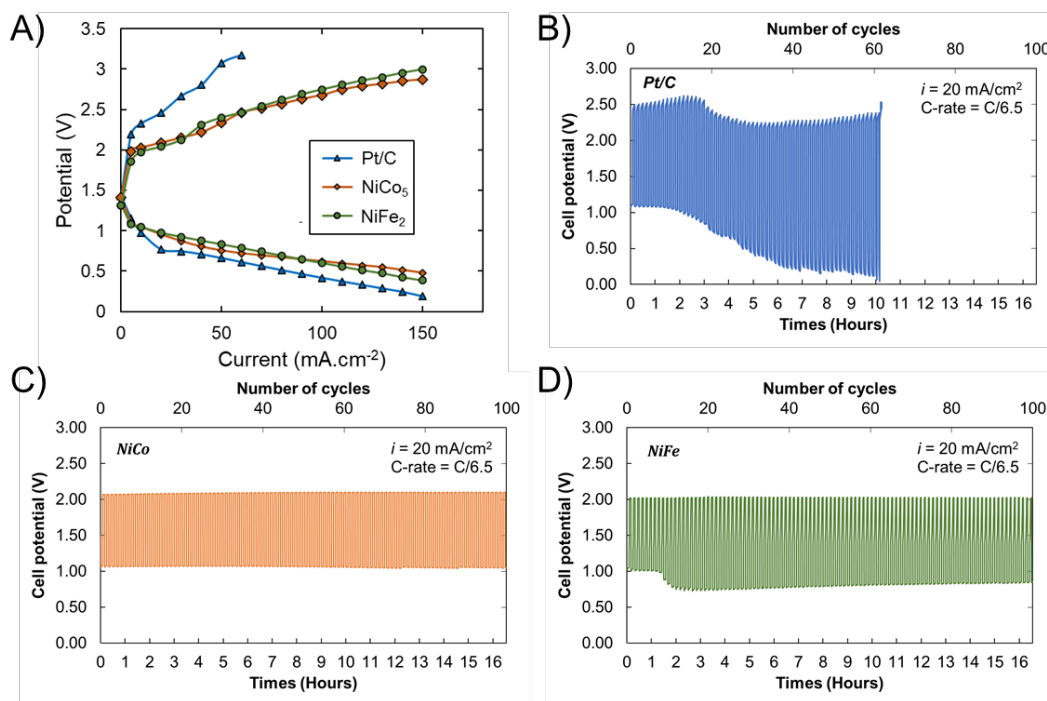 A)
Potential (V)
3.5
3
2.5
2
1.5
1
0.5
0
0 50 100 150
Current (mA.cm⁻²)
Pt/C
NiCo₅
NiFe₂
B)
Number of cycles
0 20 40 60 80 100
Cell potential (V)
3.00
2.50
2.00
1.50
1.00
0.50
0.00
Pt/C
i = 20 mA/cm²
C-rate = C/6.5
0 1 2 3 4 5 6 7 8 9 10 11 12 13 14 15 16
Times (Hours)
C)
Number of cycles
0 20 40 60 80 100
Cell potential (V)
3.00
2.50
2.00
1.50
1.00
0.50
0.00
NiCo
i = 20 mA/cm²
C-rate = C/6.5
0 1 2 3 4 5 6 7 8 9 10 11 12 13 14 15 16
Times (Hours)
D)
Number of cycles
0 20 40 60 80 100
Cell potential (V)
3.00
2.50
2.00
1.50
1.00
0.50
0.00
NiFe
i = 20 mA/cm²
C-rate = C/6.5
0 1 2 3 4 5 6 7 8 9 10 11 12 13 14 15 16
Times (Hours)